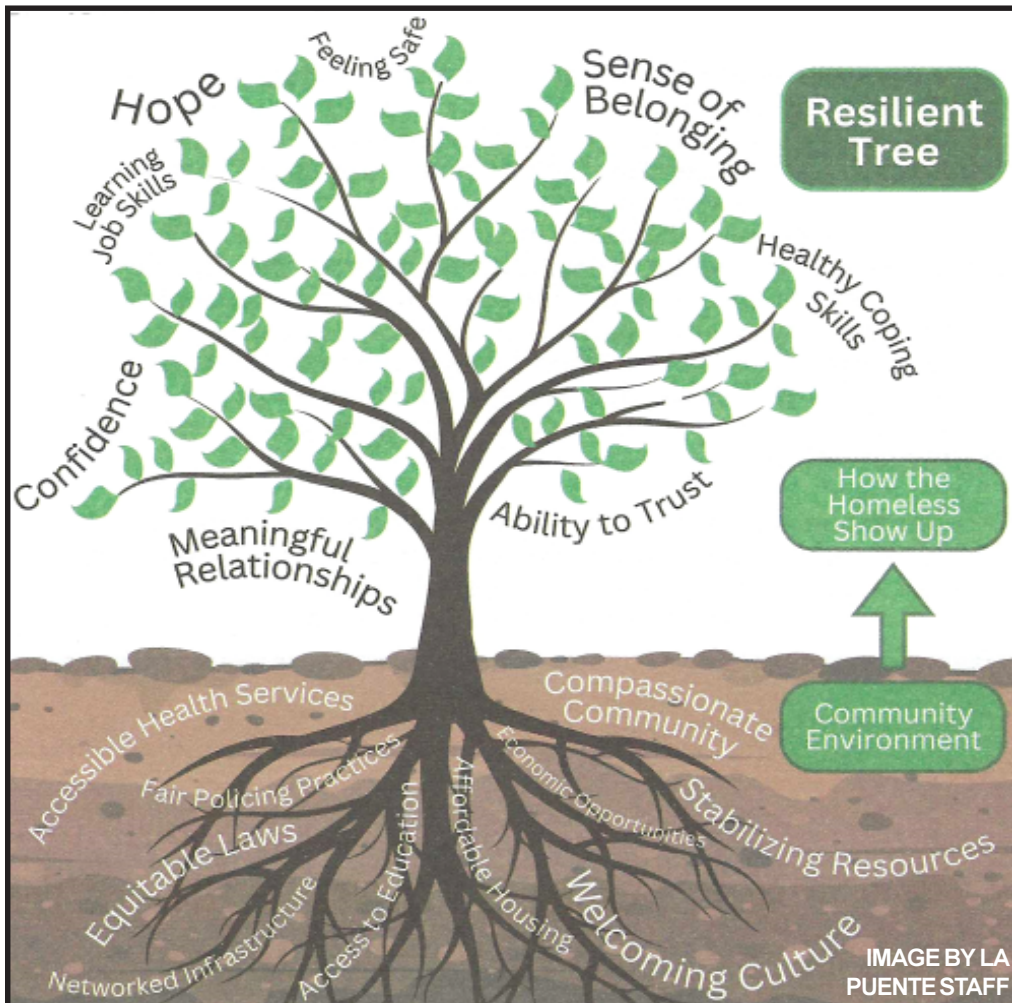 Feeling Safe
Hope
Sense of
Belonging
Resilient
Tree
Learning
Job Skills
Healthy Coping
Skills
Confidence
Ability to Trust
Meaningful
Relationships
How the
Homeless
Show Up
Community
Environment
Accessible Health Services
Compassionate
Community
Fair Policing Practices
Economic Opportunities
Stabilizing Resources
Equitable Laws
Affordable Housing
Access to Education
Networked Infrastructure
Welcoming Culture
IMAGE BY LA
PUENTE STAFF